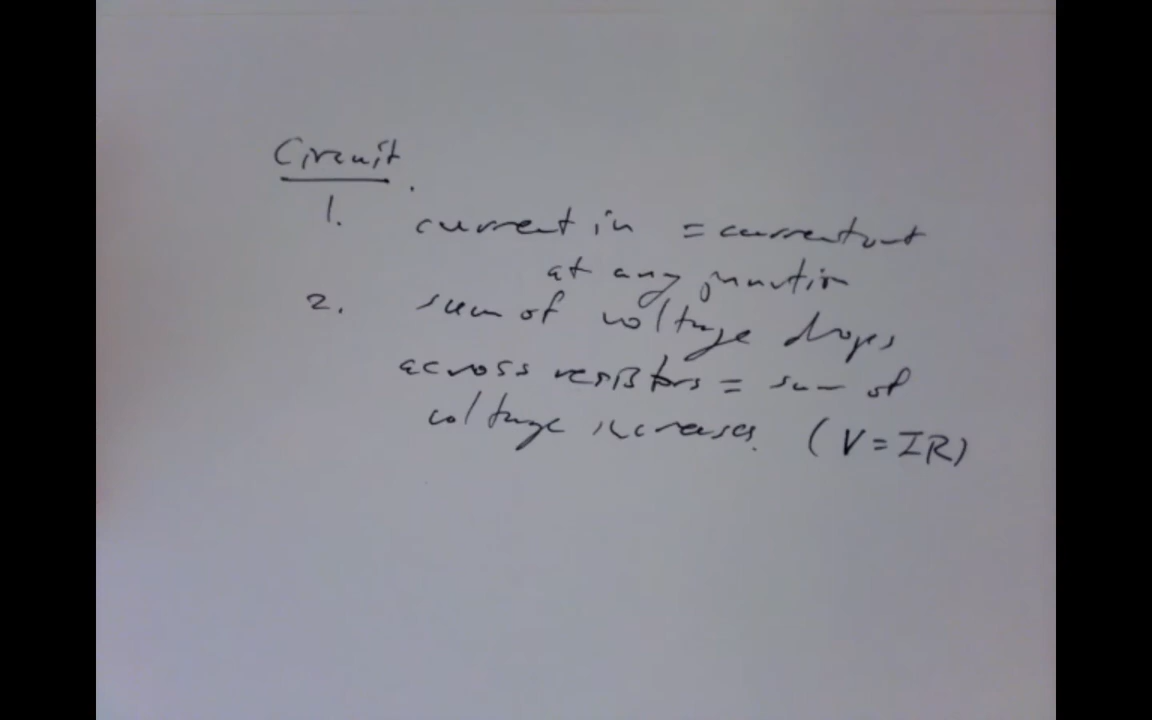 Circuit.
1. current in = current out
at any junction
2. sum of voltage drops
across resistors = sum of
voltage increases. (V = IR)